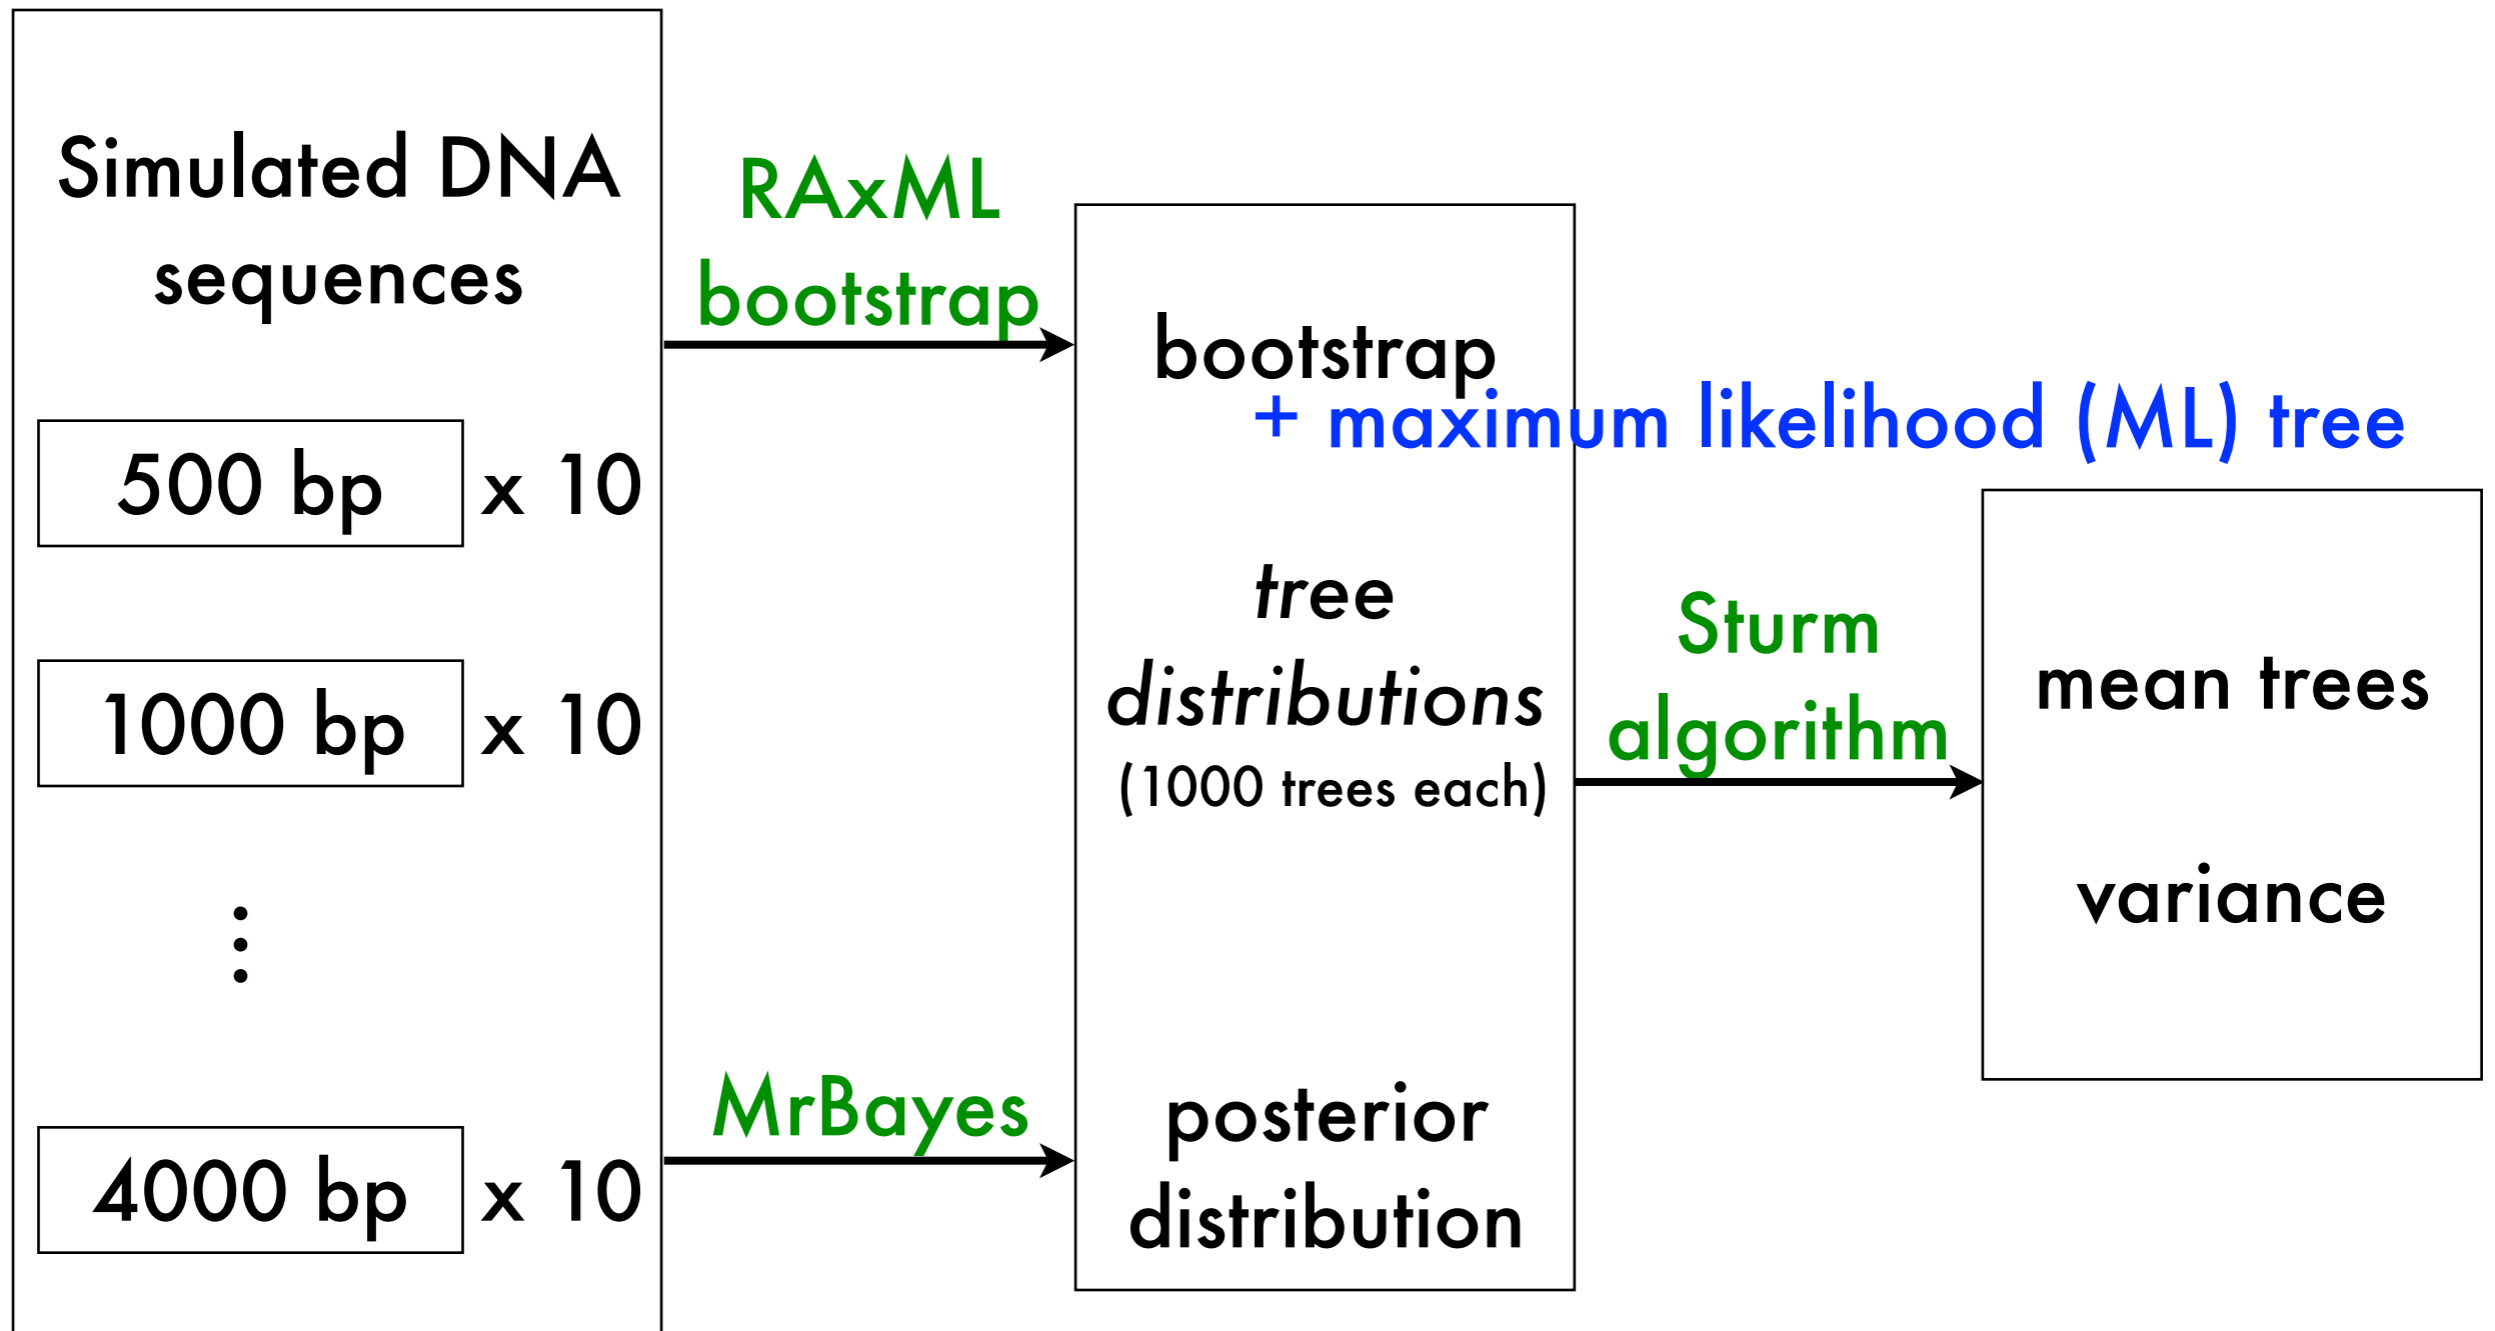 Simulated DNA
sequences
500 bp x 10
1000 bp x 10
⋮
4000 bp x 10
RAxML
bootstrap
MrBayes
bootstrap
+ maximum likelihood (ML) tree
tree
distributions
(1000 trees each)
posterior
distribution
Sturm
algorithm
mean trees
variance